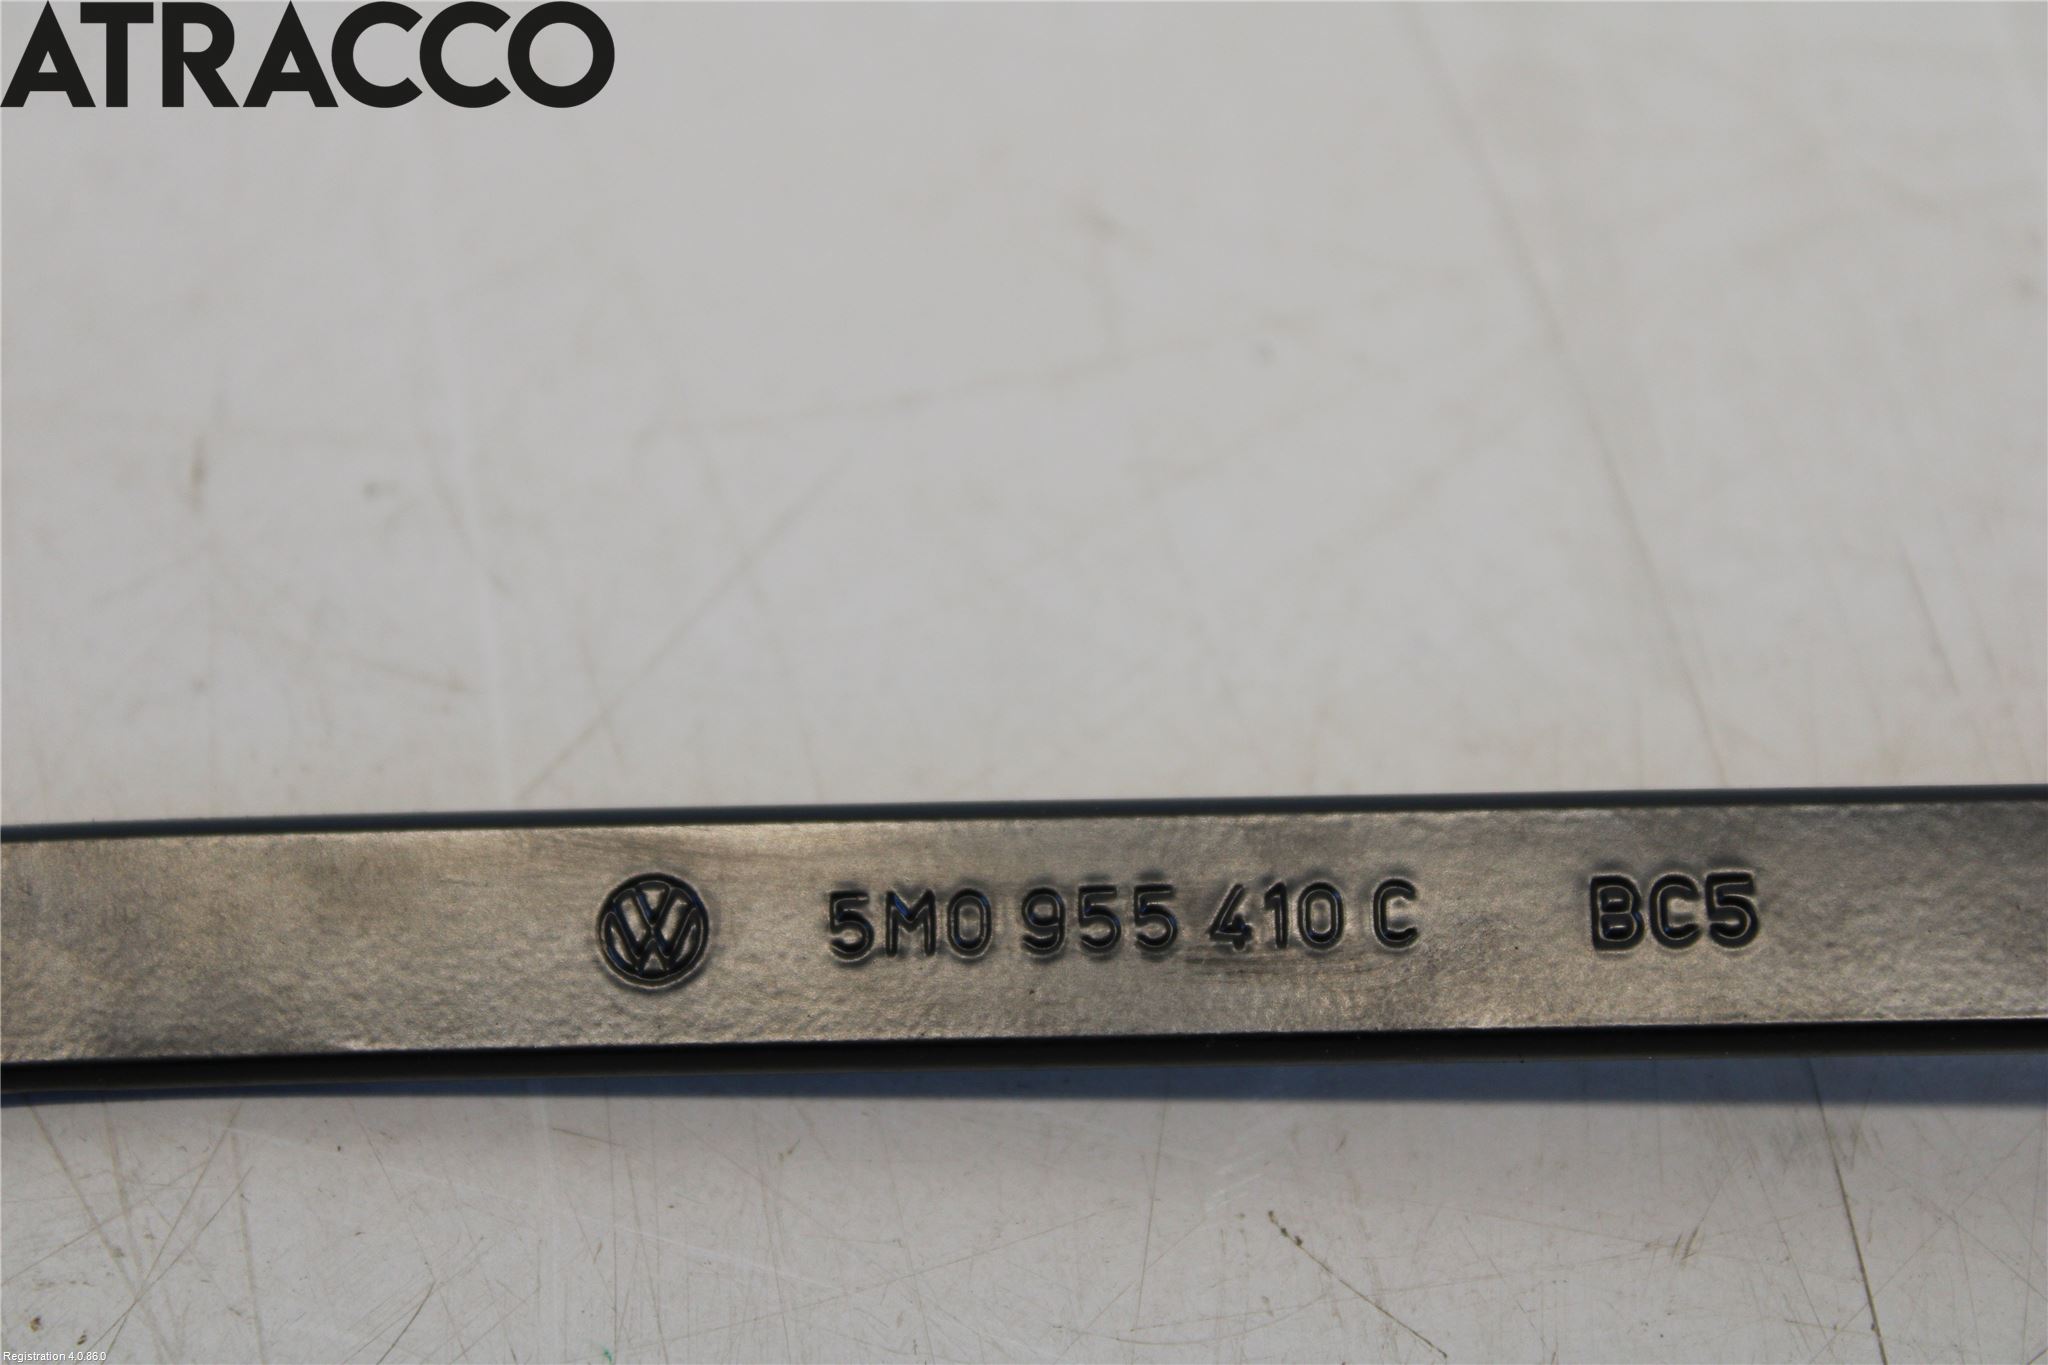 ATRACCO
5M0 955 410 C BC5
Registration 4.0.86.0